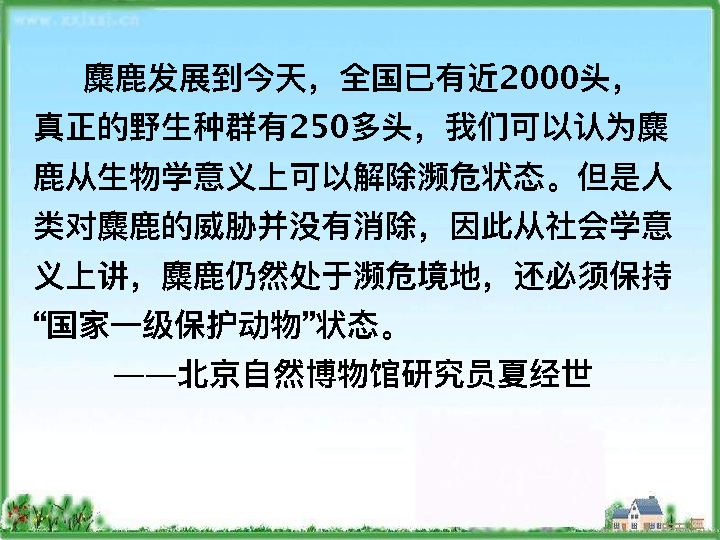 www.xxjxsj.cn
麋鹿发展到今天，全国已有近2000头，
真正的野生种群有250多头，我们可以认为麋
鹿从生物学意义上可以解除濒危状态。但是人
类对麋鹿的威胁并没有消除，因此从社会学意
义上讲，麋鹿仍然处于濒危境地，还必须保持
“国家一级保护动物”状态。
——北京自然博物馆研究员夏经世